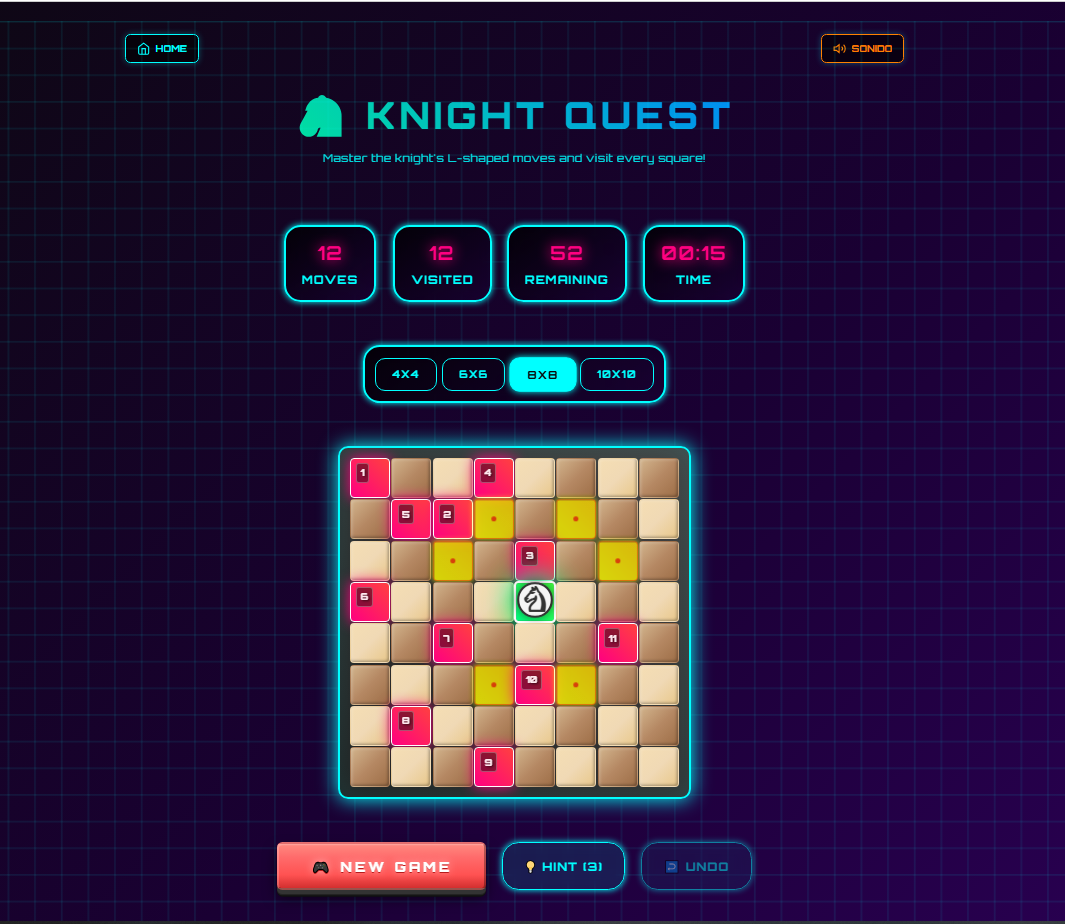 HOME
SONIDO
KNIGHT QUEST
Master the knight's L-shaped moves and visit every square!
12 12 52 00:15
MOVES VISITED REMAINING TIME
4X4 6X6 8X8 10X10
1 4
5 2
3
6
7 11
10
8
9
NEW GAME HINT (3) UNDO